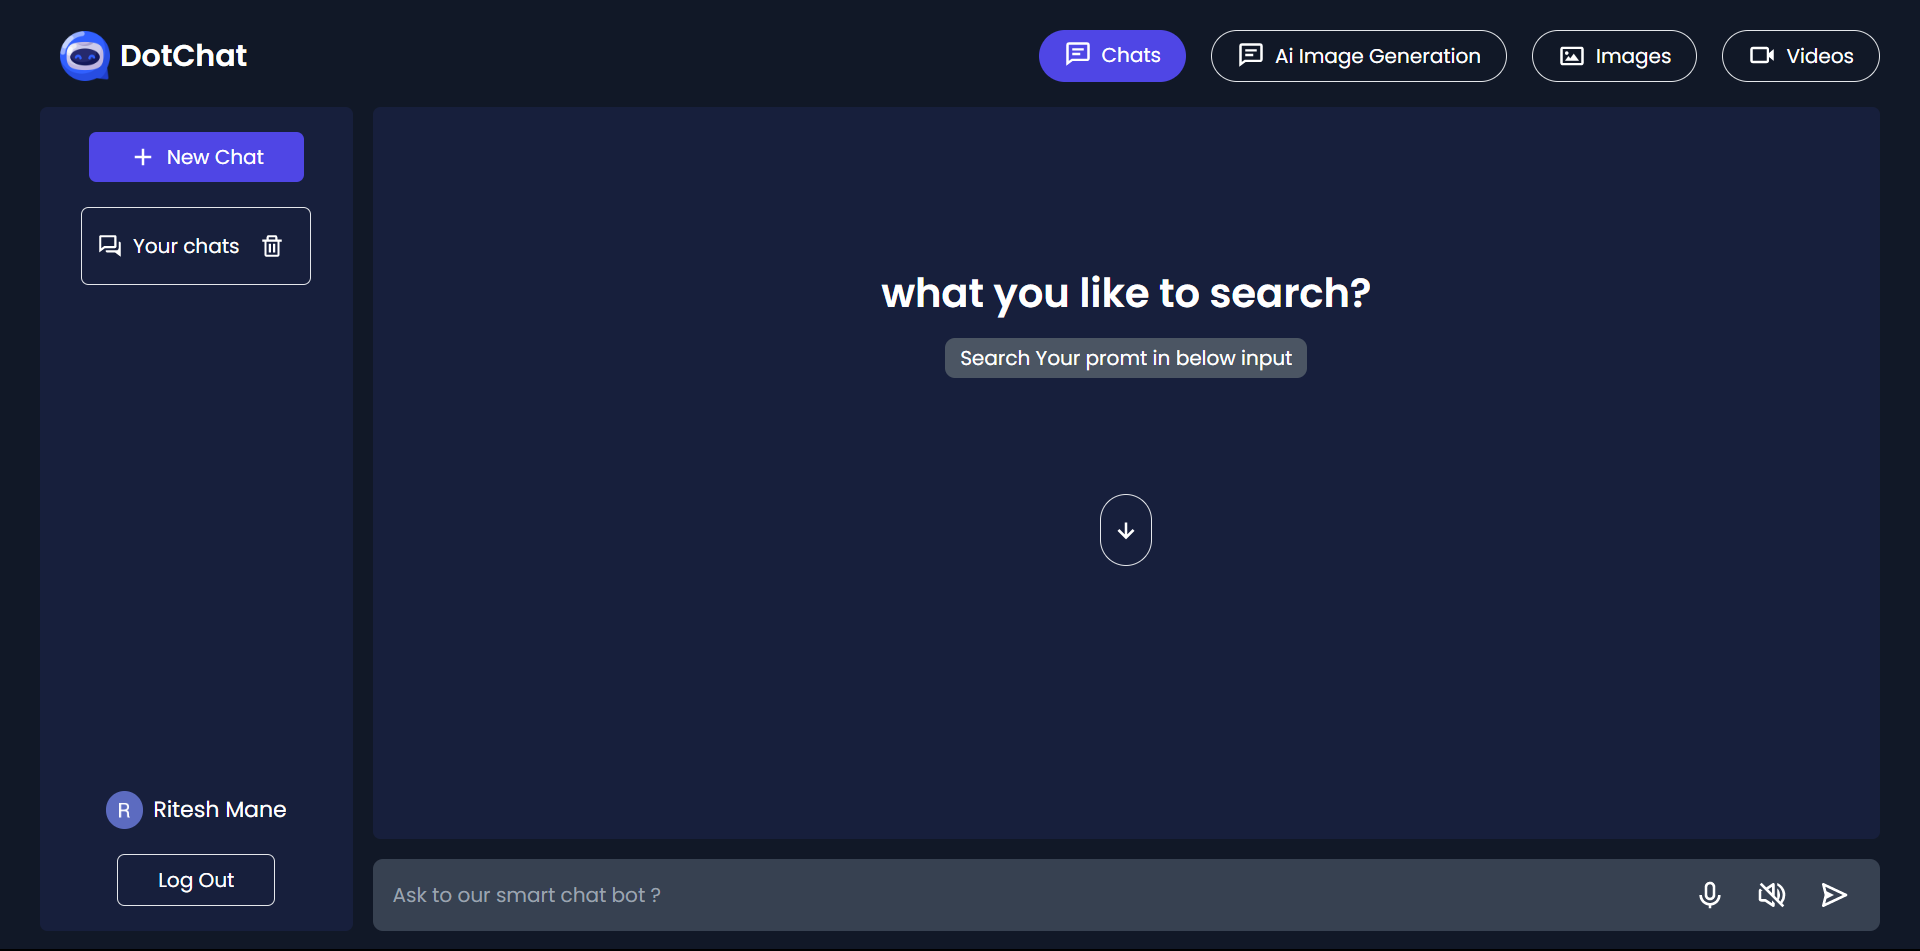 DotChat
Chats
Ai Image Generation
Images
Videos
New Chat
Your chats
what you like to search?
Search Your promt in below input
R
Ritesh Mane
Log Out
Ask to our smart chat bot ?